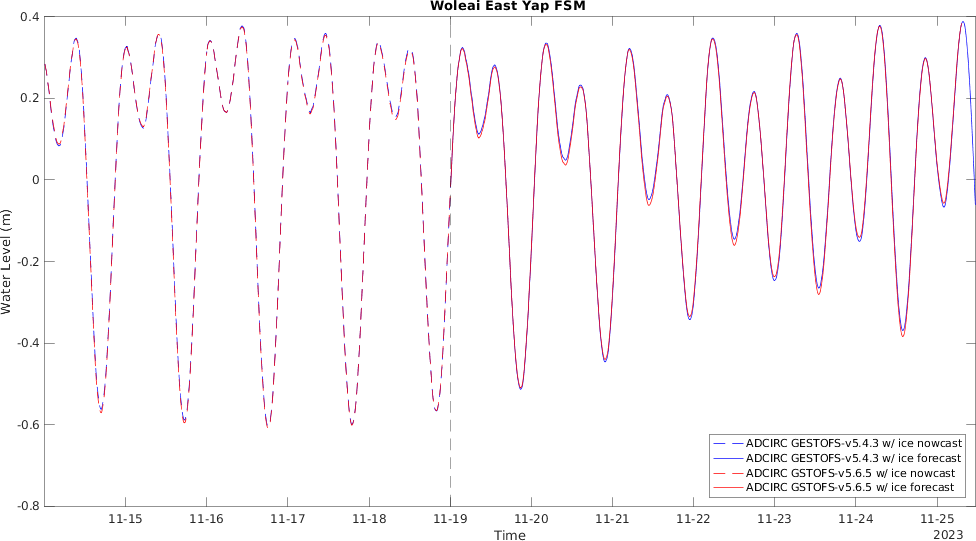 Woleai East Yap FSM
0.4
0.2
0
-0.2
-0.4
-0.6
-0.8
Water Level (m)
ADCIRC GESTOFS-v5.4.3 w/ ice nowcast
ADCIRC GESTOFS-v5.4.3 w/ ice forecast
ADCIRC GSTOFS-v5.6.5 w/ ice nowcast
ADCIRC GSTOFS-v5.6.5 w/ ice forecast
11-15 11-16 11-17 11-18 11-19 11-20 11-21 11-22 11-23 11-24 11-25
Time
2023